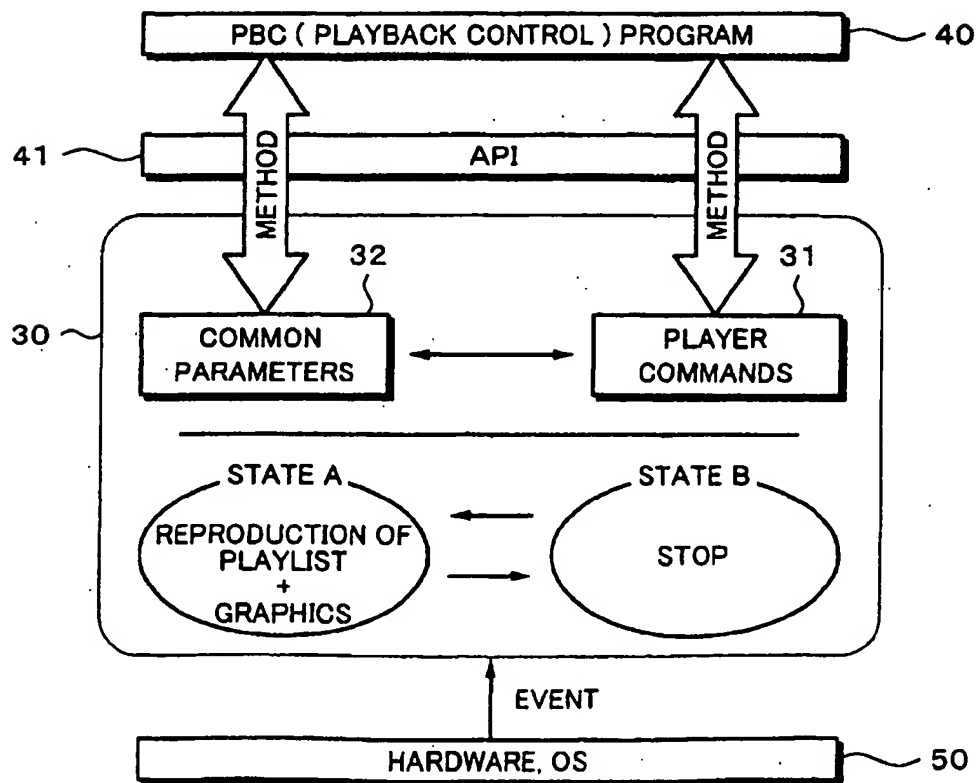 PBC ( PLAYBACK CONTROL ) PROGRAM
40
41
API
METHOD
METHOD
30
32
31
COMMON
PARAMETERS
PLAYER
COMMANDS
STATE A
REPRODUCTION OF
PLAYLIST
+
GRAPHICS
STATE B
STOP
EVENT
HARDWARE, OS
50